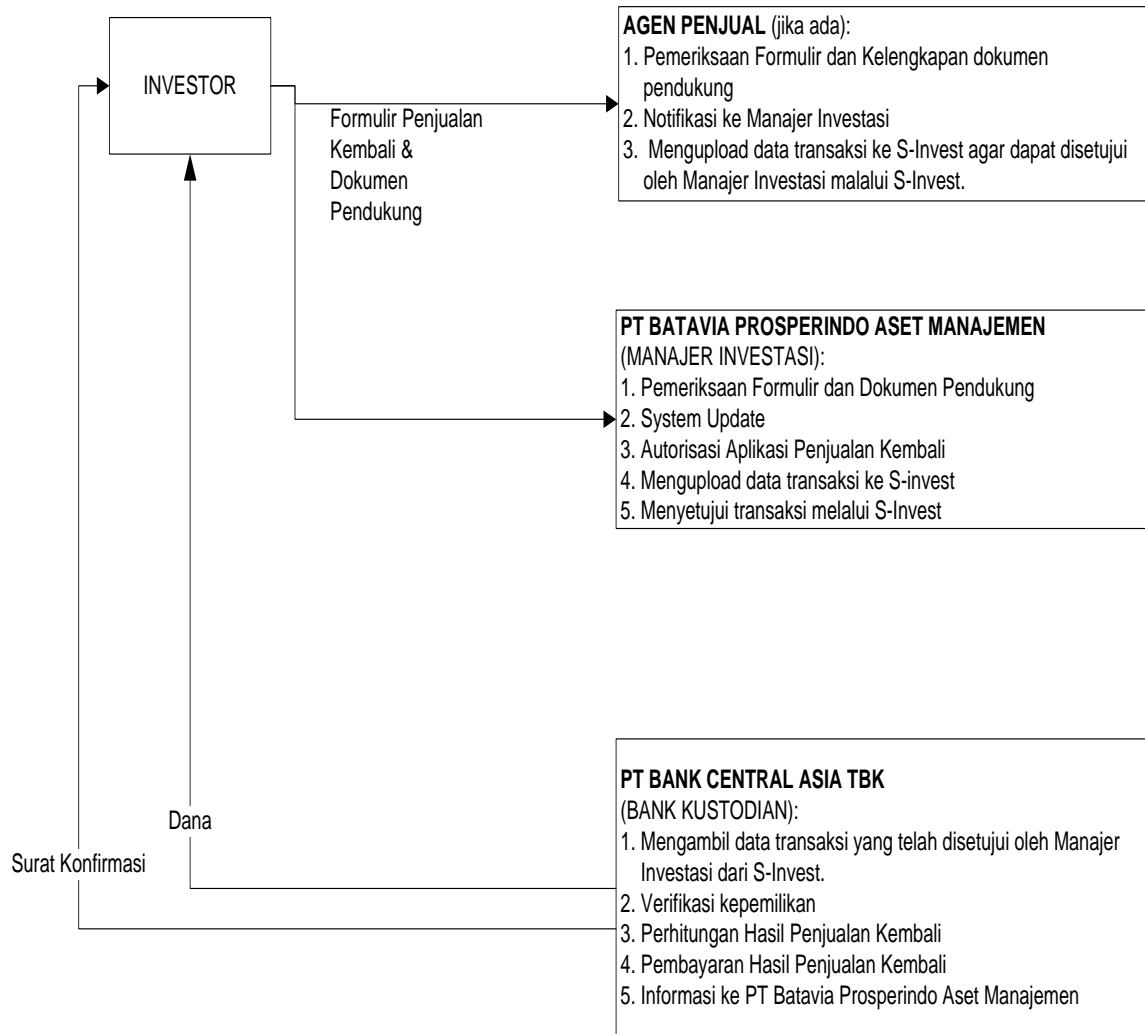 INVESTOR
Formulir Penjualan
Kembali &
Dokumen
Pendukung
AGEN PENJUAL (jika ada):
1. Pemeriksaan Formulir dan Kelengkapan dokumen
pendukung
2. Notifikasi ke Manajer Investasi
3. Mengupload data transaksi ke S-Invest agar dapat disetujui
oleh Manajer Investasi malalui S-Invest.
PT BATAVIA PROSPERINDO ASET MANAJEMEN
(MANAJER INVESTASI):
1. Pemeriksaan Formulir dan Dokumen Pendukung
2. System Update
3. Autorisasi Aplikasi Penjualan Kembali
4. Mengupload data transaksi ke S-invest
5. Menyetujui transaksi melalui S-Invest
Dana
Surat Konfirmasi
PT BANK CENTRAL ASIA TBK
(BANK KUSTODIAN):
1. Mengambil data transaksi yang telah disetujui oleh Manajer
Investasi dari S-Invest.
2. Verifikasi kepemilikan
3. Perhitungan Hasil Penjualan Kembali
4. Pembayaran Hasil Penjualan Kembali
5. Informasi ke PT Batavia Prosperindo Aset Manajemen